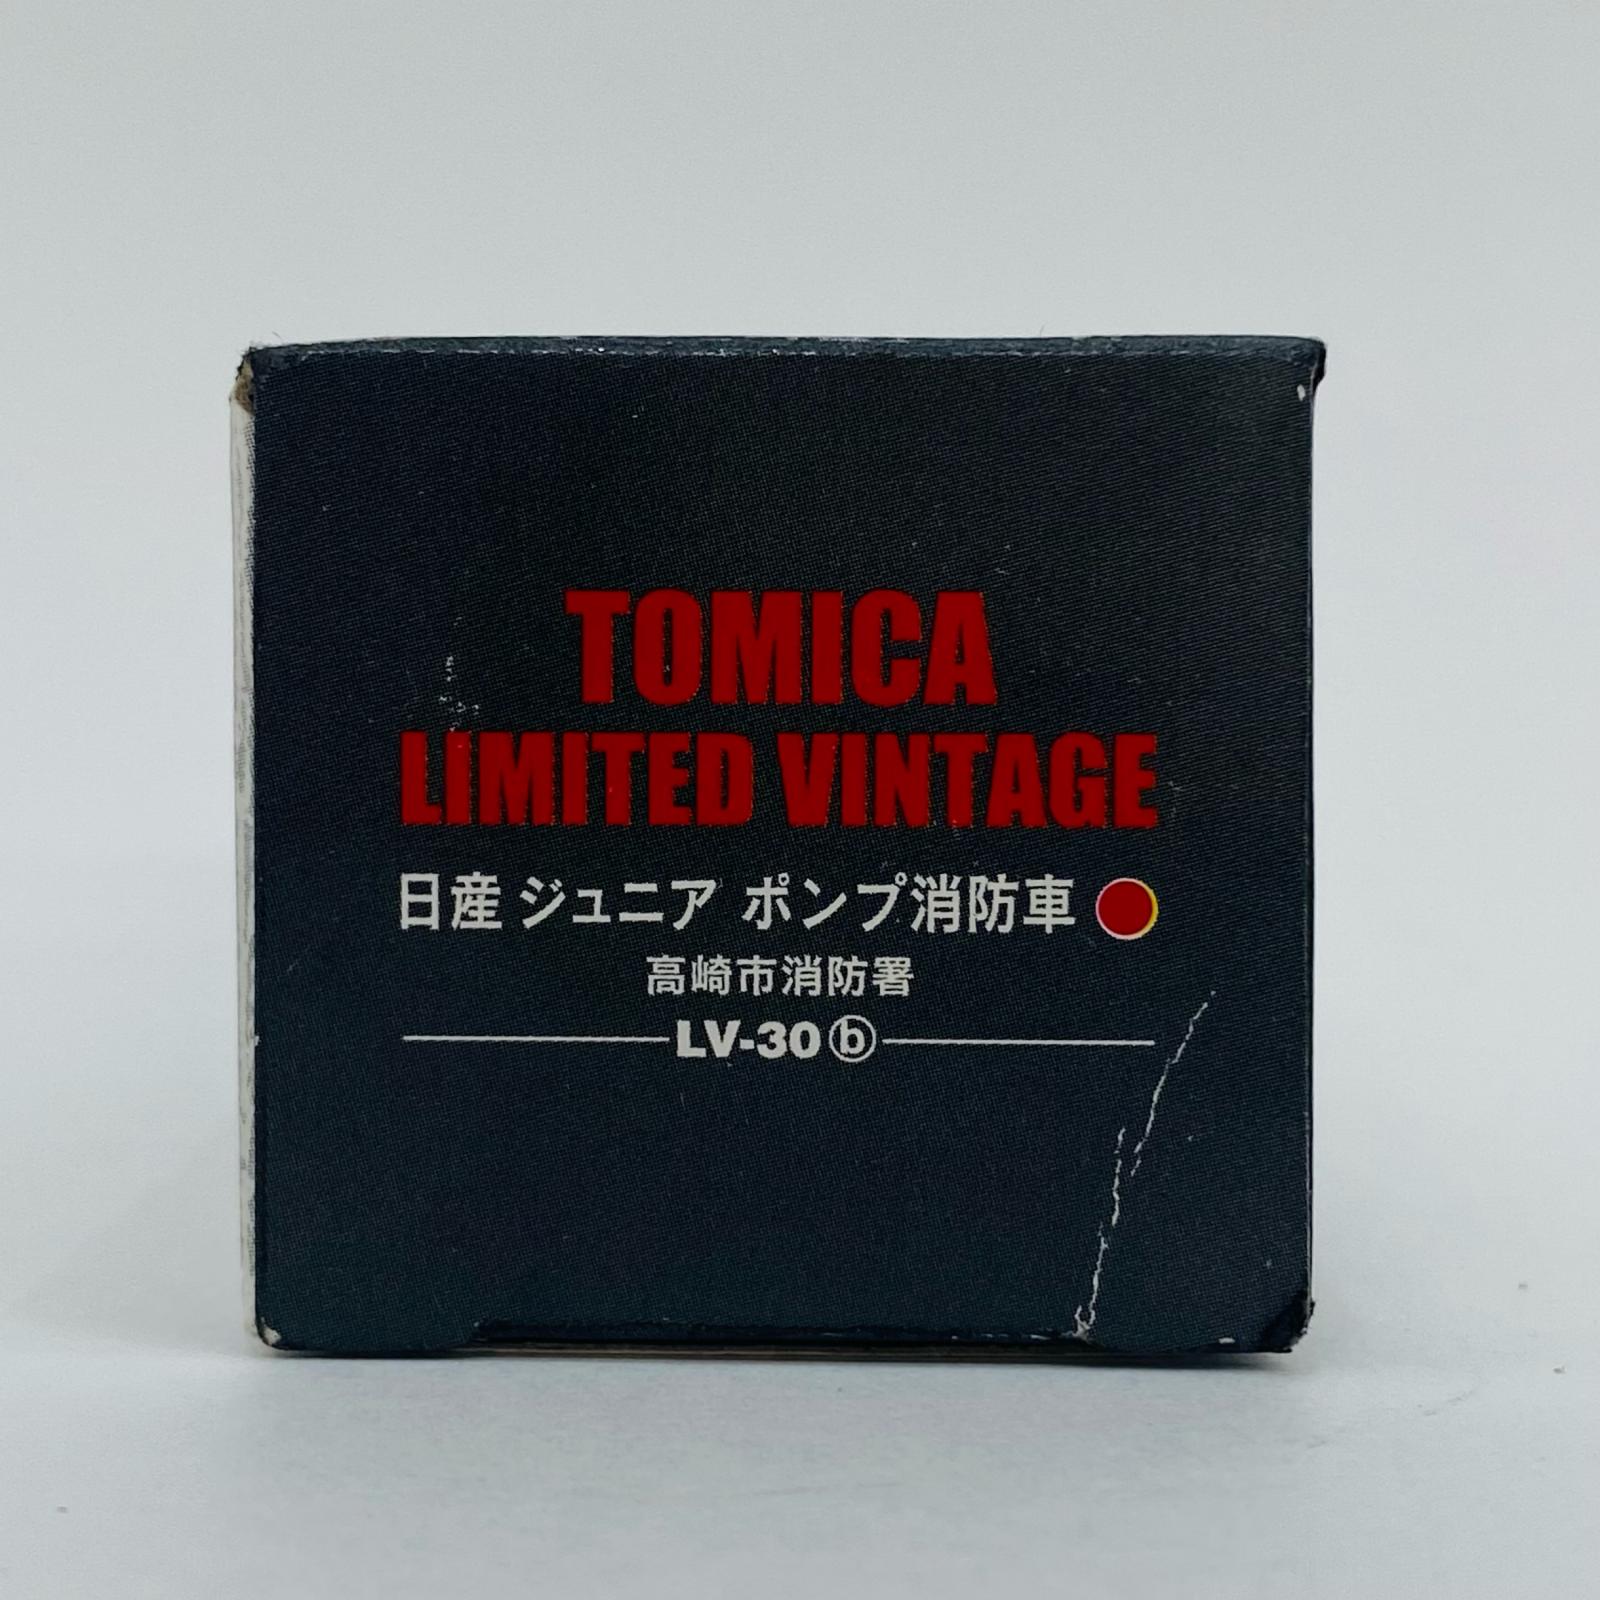 TOMICA
LIMITED VINTAGE
日産 ジュニア ポンプ消防車
高崎市消防署
LV-30ⓑ